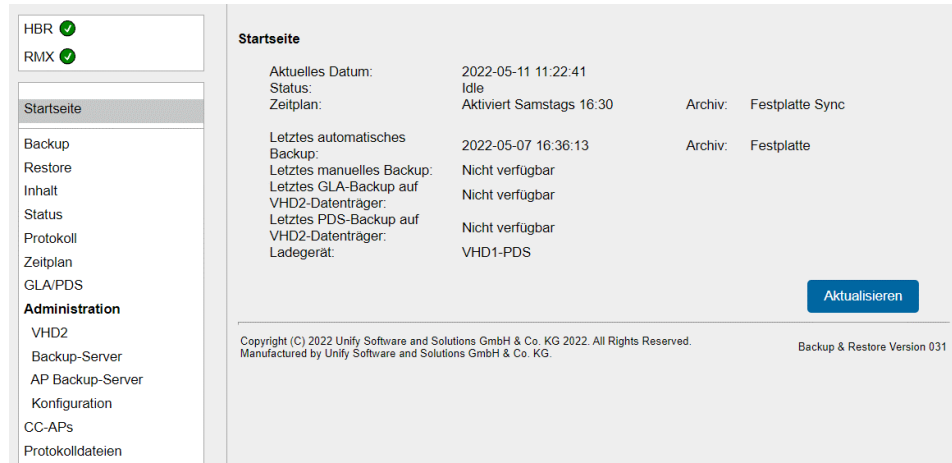 HBR
RMX
Startseite
Backup
Restore
Inhalt
Status
Protokoll
Zeitplan
GLA/PDS
Administration
VHD2
Backup-Server
AP Backup-Server
Konfiguration
CC-APs
Protokolldateien
Startseite
Aktuelles Datum: 2022-05-11 11:22:41
Status: Idle
Zeitplan: Aktiviert Samstags 16:30 Archiv: Festplatte Sync
Letztes automatisches
Backup: 2022-05-07 16:36:13 Archiv: Festplatte
Letztes manuelles Backup: Nicht verfügbar
Letztes GLA-Backup auf
VHD2-Datenträger: Nicht verfügbar
Letztes PDS-Backup auf
VHD2-Datenträger: Nicht verfügbar
Ladegerät: VHD1-PDS
Aktualisieren
Copyright (C) 2022 Unify Software and Solutions GmbH & Co. KG 2022. All Rights Reserved.
Manufactured by Unify Software and Solutions GmbH & Co. KG.
Backup & Restore Version 031